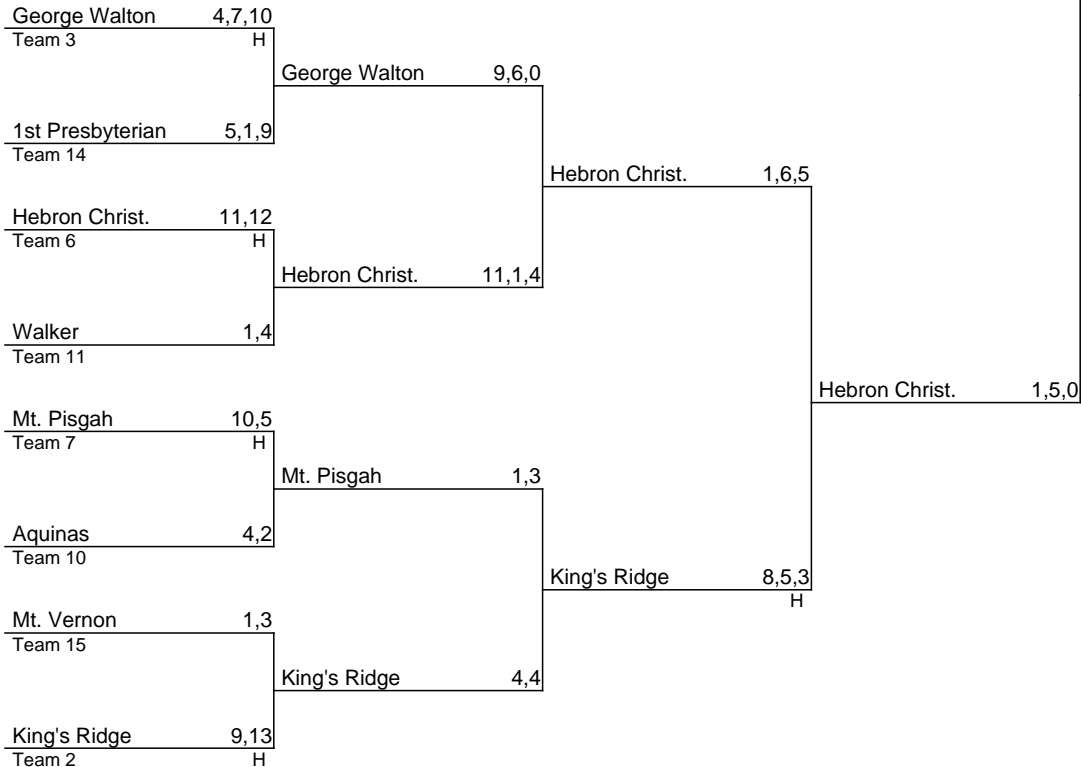 George Walton 4,7,10
Team 3 H
George Walton 9,6,0
1st Presbyterian 5,1,9
Team 14
Hebron Christ. 1,6,5
Hebron Christ. 11,12
Team 6 H
Hebron Christ. 11,1,4
Walker 1,4
Team 11
Hebron Christ. 1,5,0
Mt. Pisgah 10,5
Team 7 H
Mt. Pisgah 1,3
Aquinas 4,2
Team 10
King's Ridge 8,5,3
H
Mt. Vernon 1,3
Team 15
King's Ridge 4,4
King's Ridge 9,13
Team 2 H